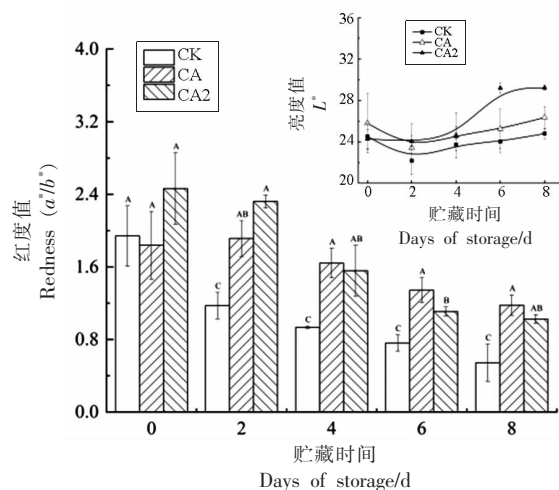 4.0
3.2
2.4
1.6
0.8
0.0
红度值
Redness (a*/b*)
CK
CA
CA2
A
A
A
C
AB
A
C
A
AB
C
A
B
C
A
AB
0
2
4
6
8
贮藏时间
Days of storage/d
36
32
28
24
20
亮度值
L*
CK
CA
CA2
0
2
4
6
8
贮藏时间
Days of storage/d